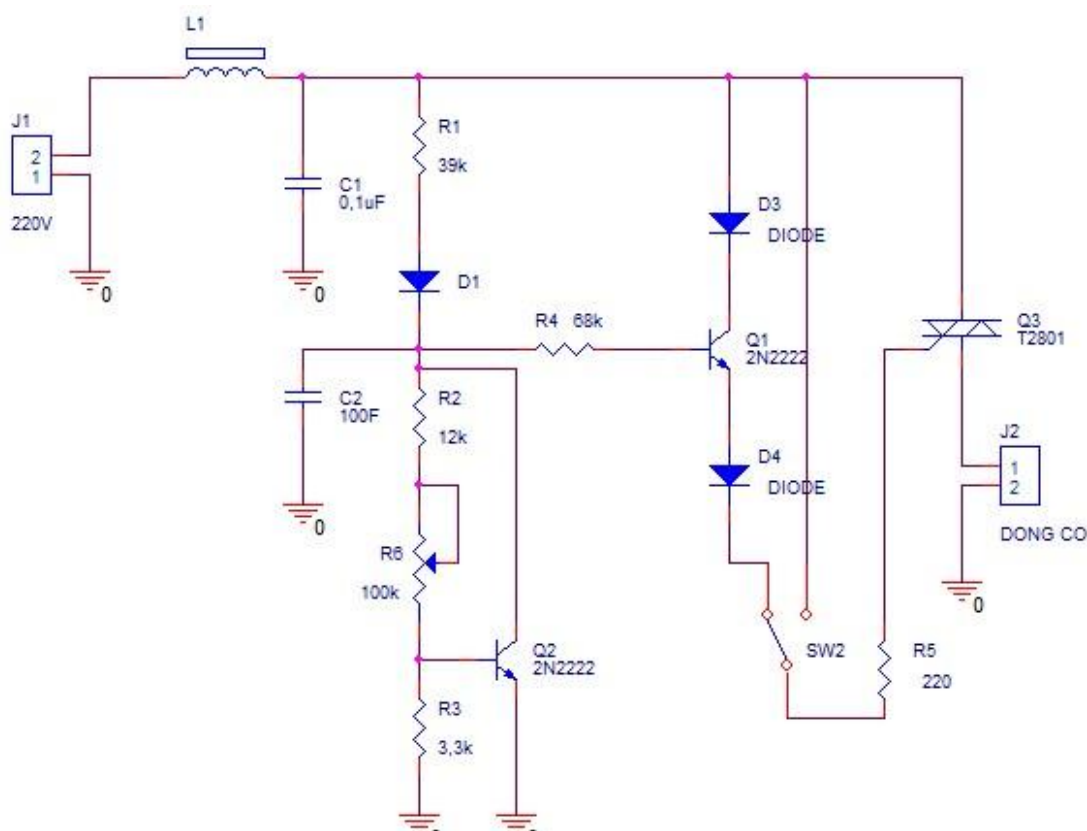 L1
J1
2
1
220V
0
C1
0,1uF
0
R1
39k
D1
D3
DIODE
R4 68k
Q1
2N2222
Q3
T2801
C2
100F
0
R2
12k
D4
DIODE
J2
1
2
DONG CO
0
R6
100k
Q2
2N2222
SW2
R5
220
R3
3,3k